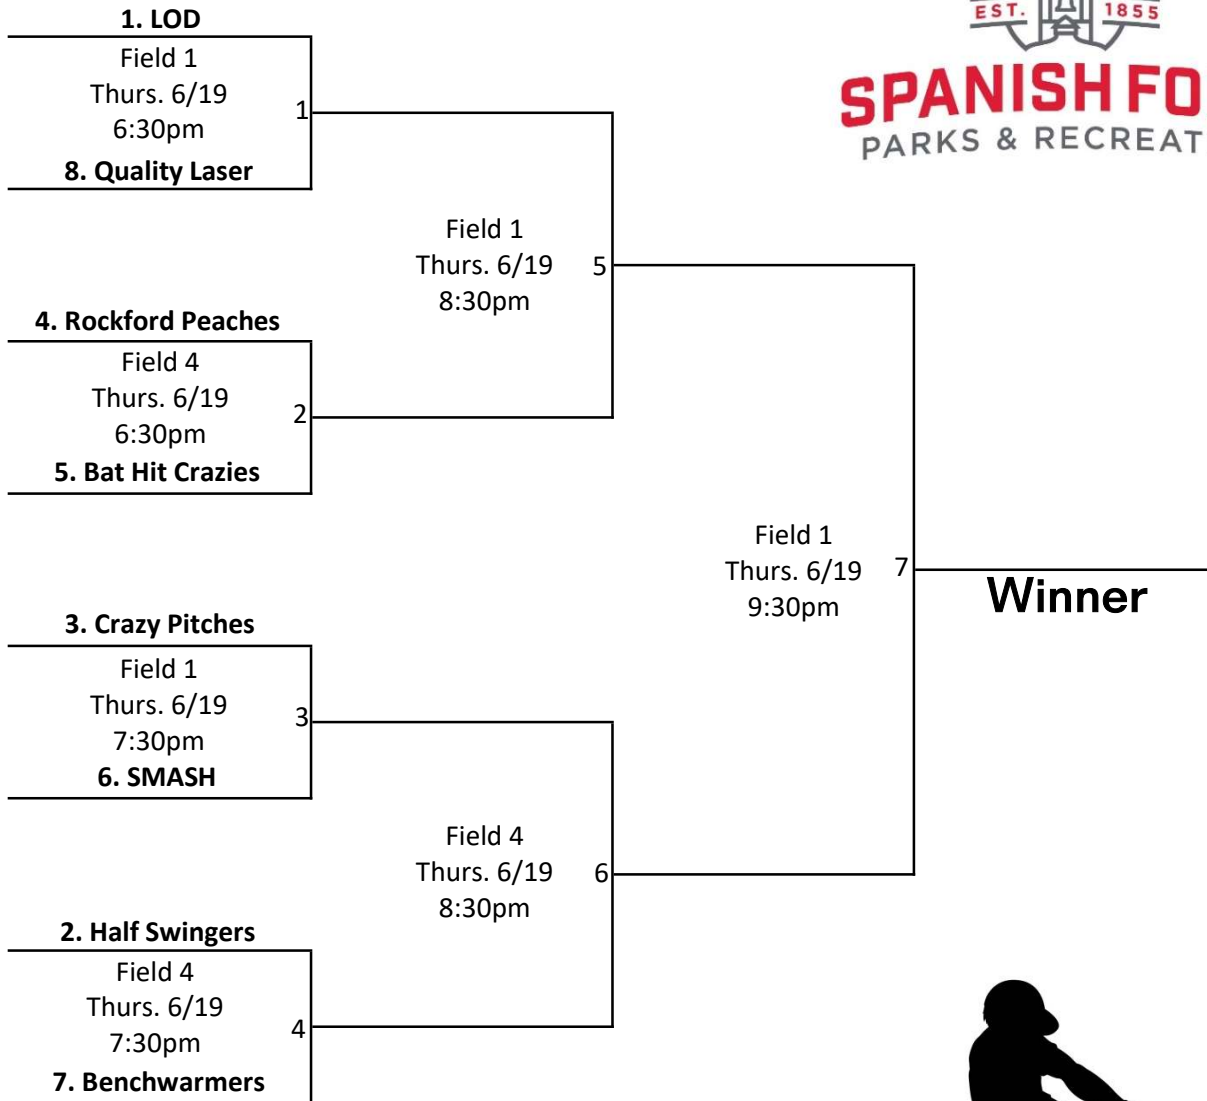 1. LOD
Field 1
Thurs. 6/19
6:30pm
1
8. Quality Laser
EST. 1855
SPANISH FO
PARKS & RECREAT
Field 1
Thurs. 6/19
8:30pm
5
4. Rockford Peaches
Field 4
Thurs. 6/19
6:30pm
2
5. Bat Hit Crazies
Field 1
Thurs. 6/19
9:30pm
7
Winner
3. Crazy Pitches
Field 1
Thurs. 6/19
7:30pm
3
6. SMASH
Field 4
Thurs. 6/19
8:30pm
6
2. Half Swingers
Field 4
Thurs. 6/19
7:30pm
4
7. Benchwarmers